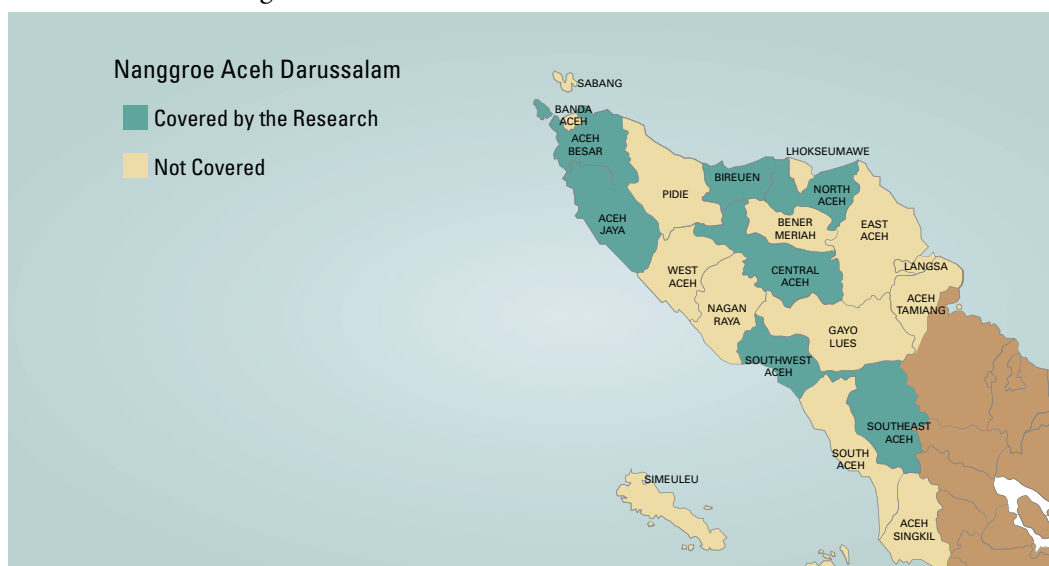 Nanggroe Aceh Darussalam
Covered by the Research
Not Covered
SABANG
BANDA
ACEH
ACEH
BESAR
LHOKSEUMAWE
BIREUEN
NORTH
ACEH
PIDIE
ACEH
JAYA
BENER
MERIAH
EAST
ACEH
WEST
ACEH
CENTRAL
ACEH
LANGSA
NAGAN
RAYA
ACEH
TAMIANG
GAYO
LUES
SOUTHWEST
ACEH
SOUTHEAST
ACEH
SOUTH
ACEH
SIMEULEU
ACEH
SINGKIL